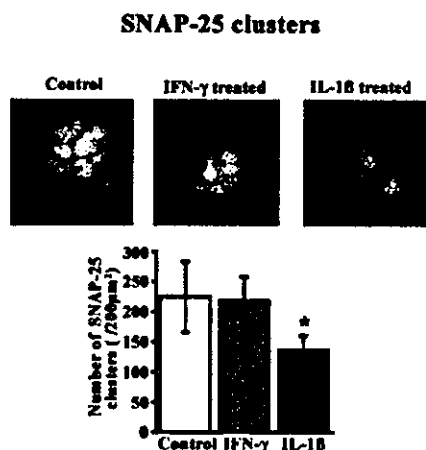 SNAP-25 clusters
Control IFN-γ treated IL-1ß treated
Number of SNAP-25
clusters ( /200µm²)
300
250
200
150
100
50
0
*
Control IFN-γ IL-1ß